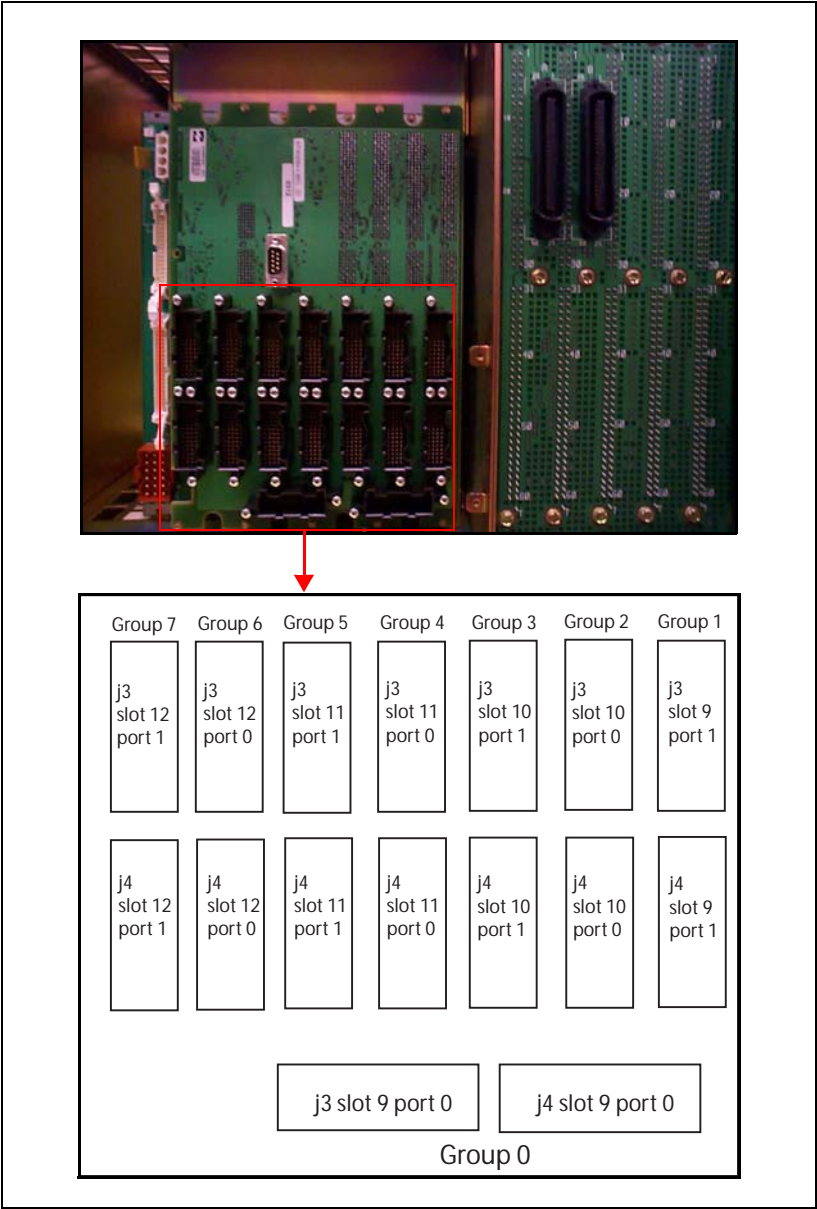 Group 7 Group 6 Group 5 Group 4 Group 3 Group 2 Group 1
j3
slot 12
port 1
j3
slot 12
port 0
j3
slot 11
port 1
j3
slot 11
port 0
j3
slot 10
port 1
j3
slot 10
port 0
j3
slot 9
port 1
j4
slot 12
port 1
j4
slot 12
port 0
j4
slot 11
port 1
j4
slot 11
port 0
j4
slot 10
port 1
j4
slot 10
port 0
j4
slot 9
port 1
j3 slot 9 port 0
j4 slot 9 port 0
Group 0